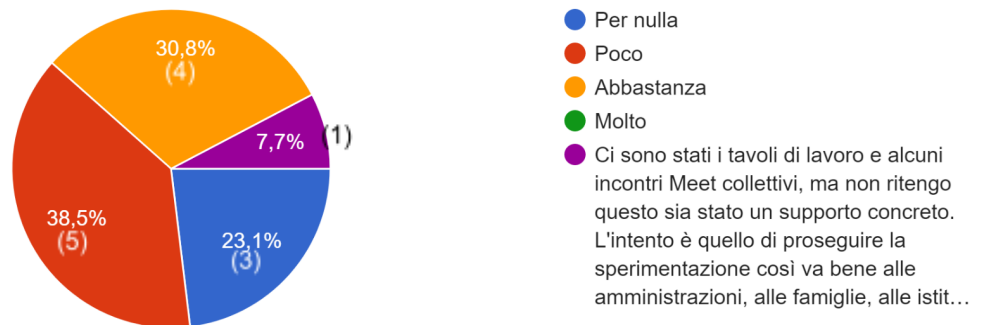 30,8%
(4)
7,7%
(1)
38,5%
(5)
23,1%
(3)
Per nulla
Poco
Abbastanza
Molto
Ci sono stati i tavoli di lavoro e alcuni
incontri Meet collettivi, ma non ritengo
questo sia stato un supporto concreto.
L'intento è quello di proseguire la
sperimentazione così va bene alle
amministrazioni, alle famiglie, alle istit…